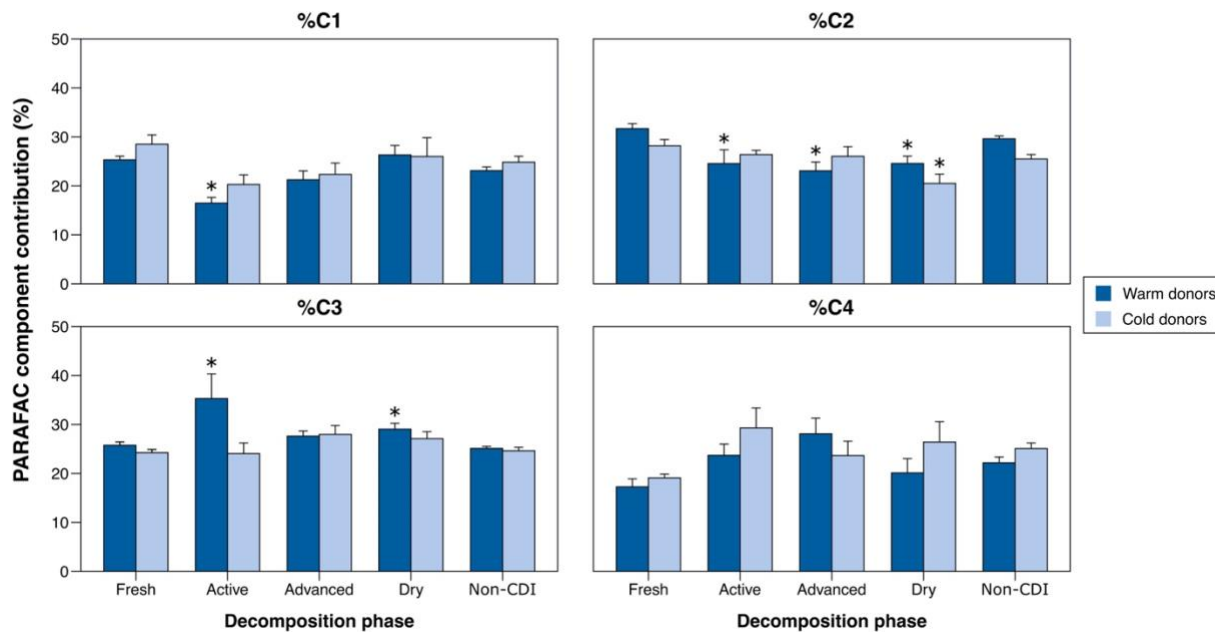 %C1
%C2
PARAFAC component contribution (%)
50
40
30
20
10
0
*
* * * *
Warm donors
Cold donors
%C3
%C4
50
40
30
20
10
0
* *
Fresh Active Advanced Dry Non-CDI
Fresh Active Advanced Dry Non-CDI
Decomposition phase
Decomposition phase